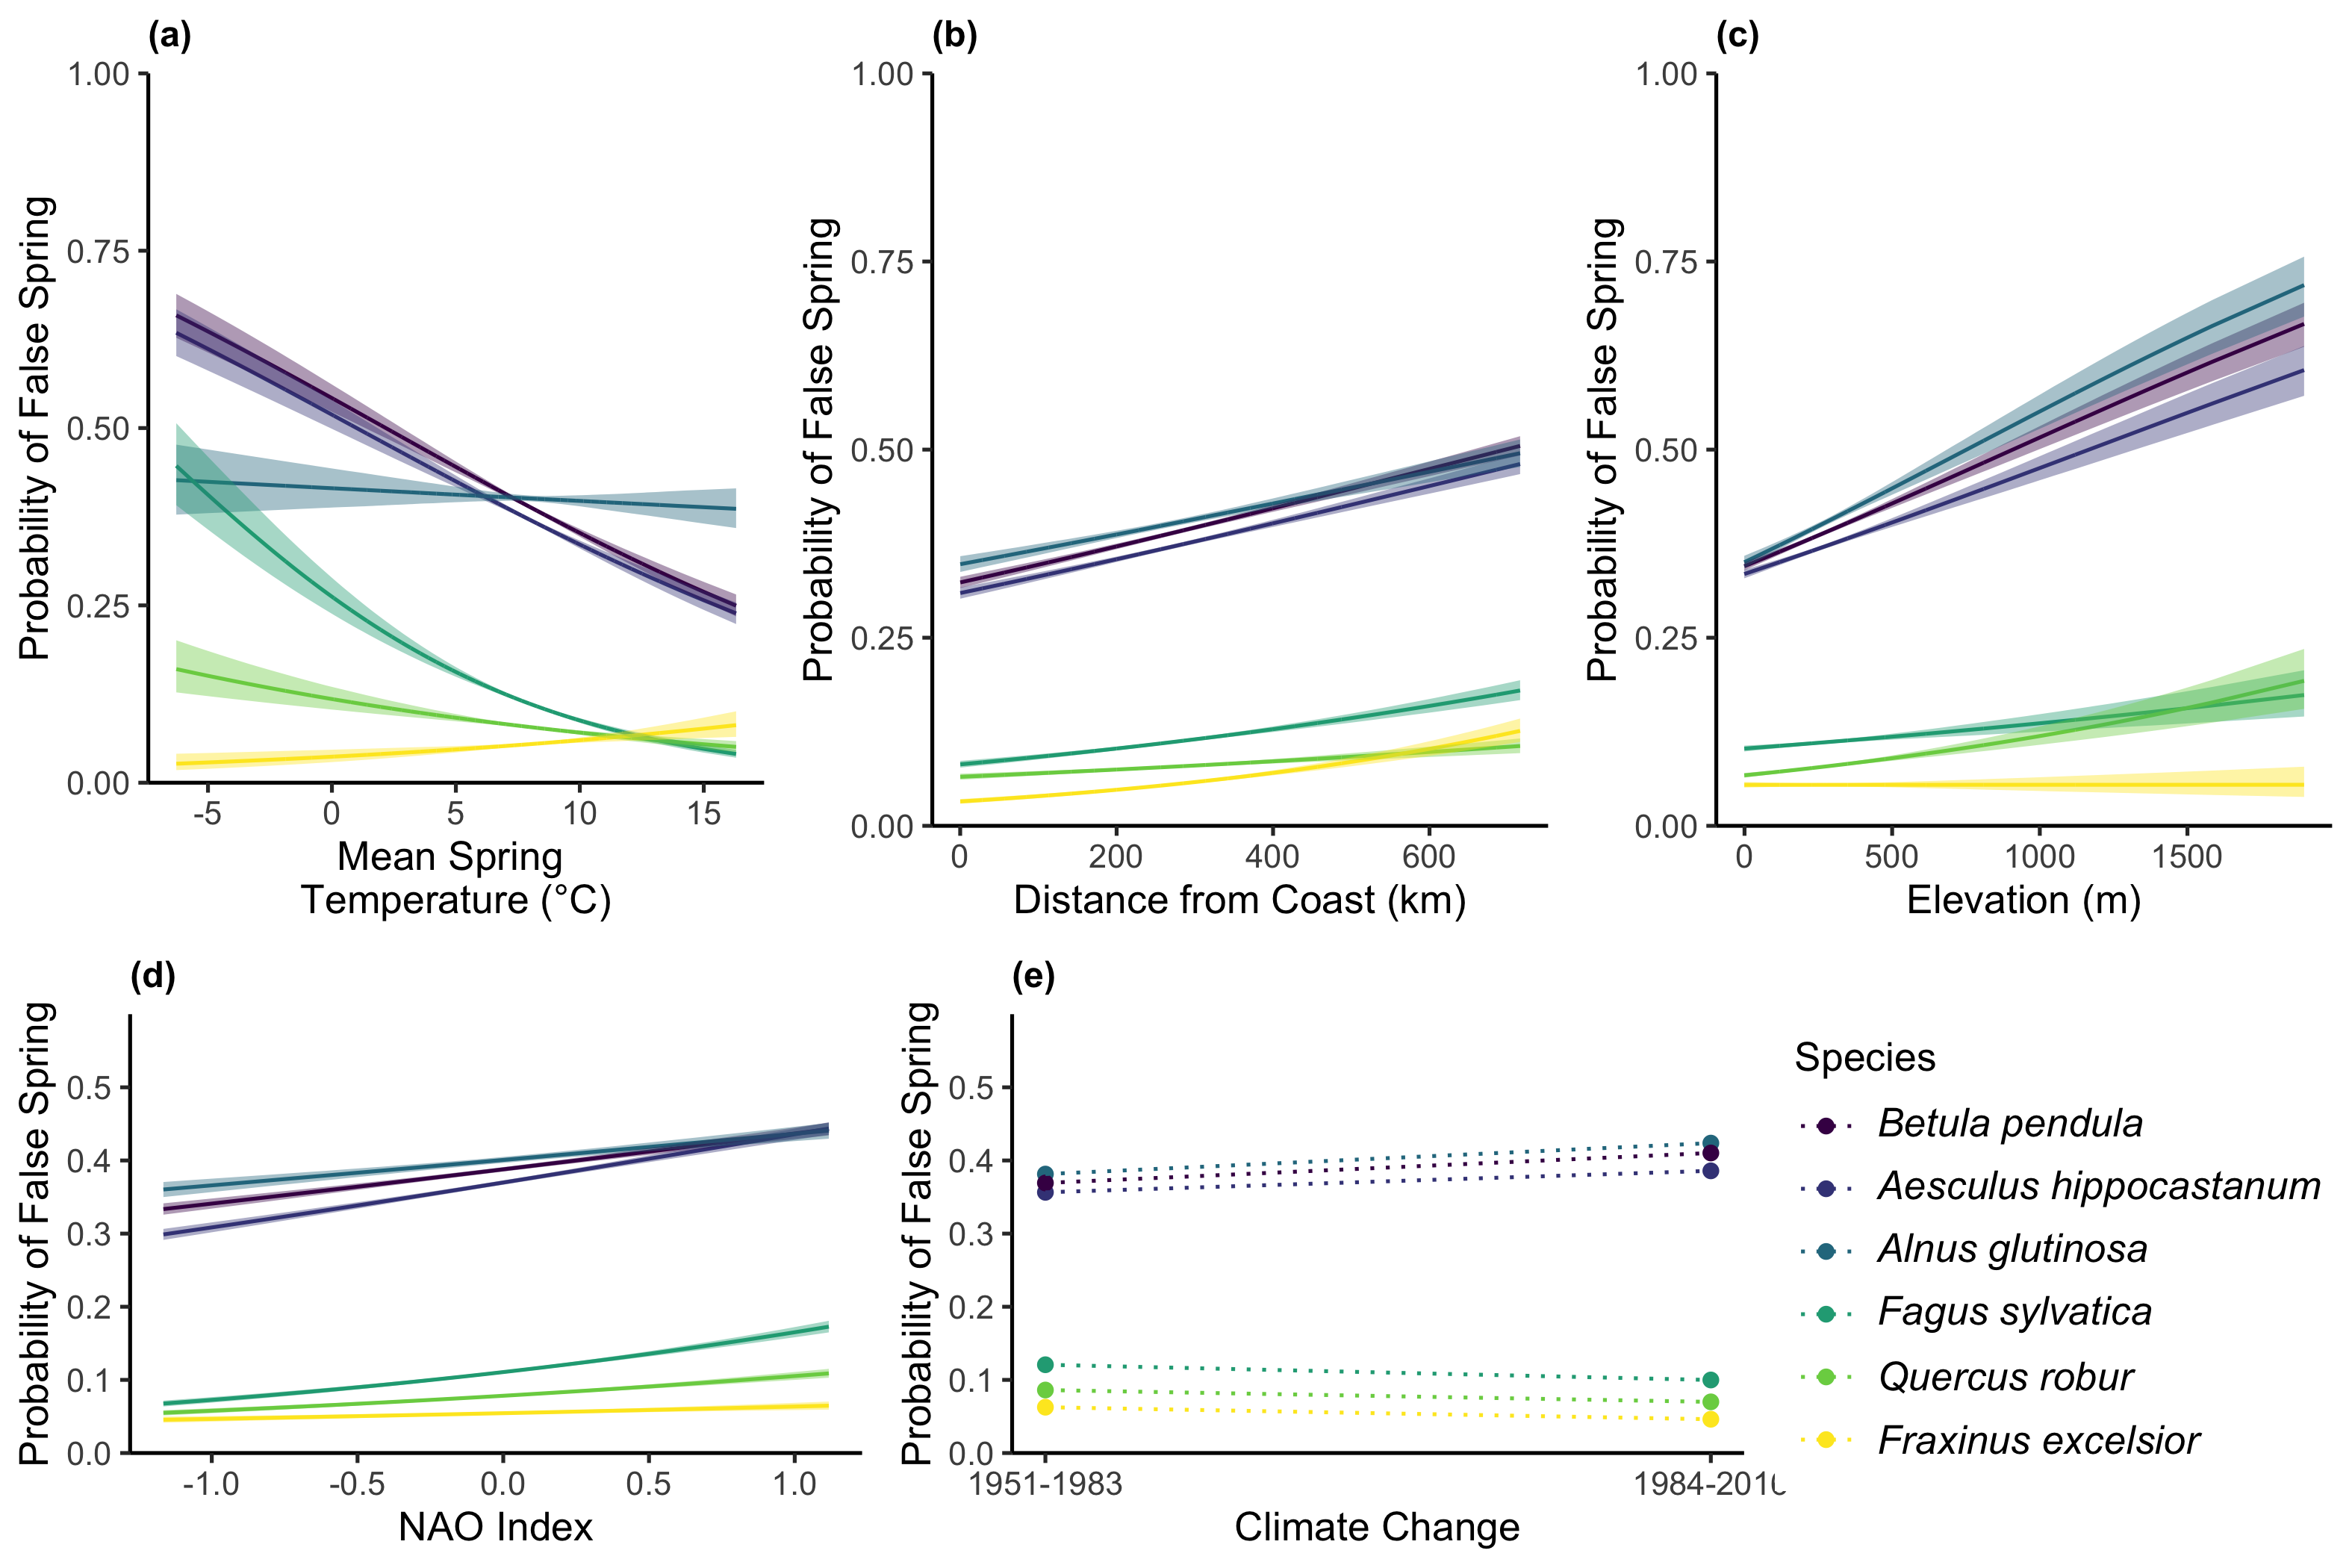 (a)
1.00
0.75
0.50
0.25
0.00
Probability of False Spring
-5 0 5 10 15
Mean Spring
Temperature (°C)
(b)
1.00
0.75
0.50
0.25
0.00
Probability of False Spring
0 200 400 600
Distance from Coast (km)
(c)
1.00
0.75
0.50
0.25
0.00
Probability of False Spring
0 500 1000 1500
Elevation (m)
(d)
0.5
0.4
0.3
0.2
0.1
0.0
Probability of False Spring
-1.0 -0.5 0.0 0.5 1.0
NAO Index
(e)
0.5
0.4
0.3
0.2
0.1
0.0
Probability of False Spring
1951-1983
Climate Change
Species
Betula pendula
Aesculus hippocastanum
Alnus glutinosa
Fagus sylvatica
Quercus robur
Fraxinus excelsior